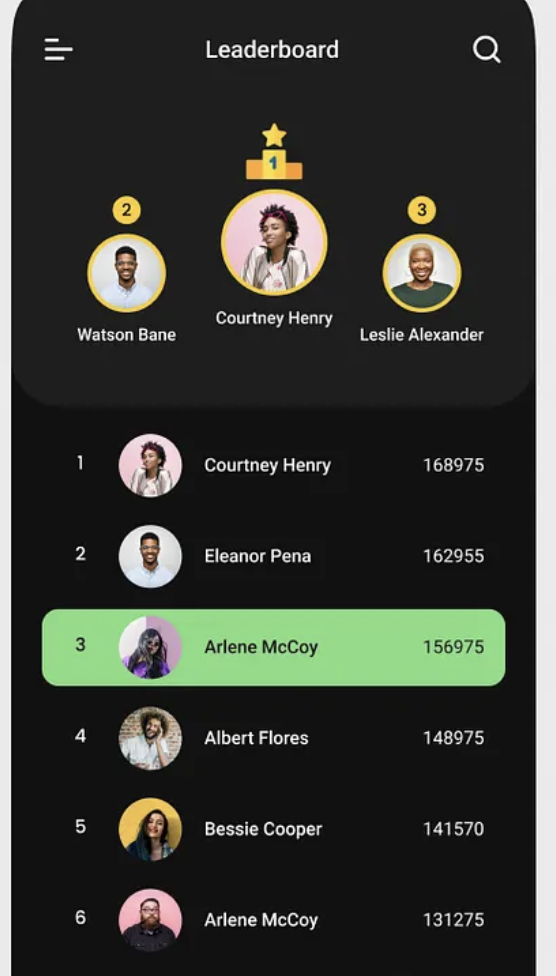 Leaderboard
1
2
3
Courtney Henry
Watson Bane
Leslie Alexander
1 Courtney Henry 168975
2 Eleanor Pena 162955
3 Arlene McCoy 156975
4 Albert Flores 148975
5 Bessie Cooper 141570
6 Arlene McCoy 131275